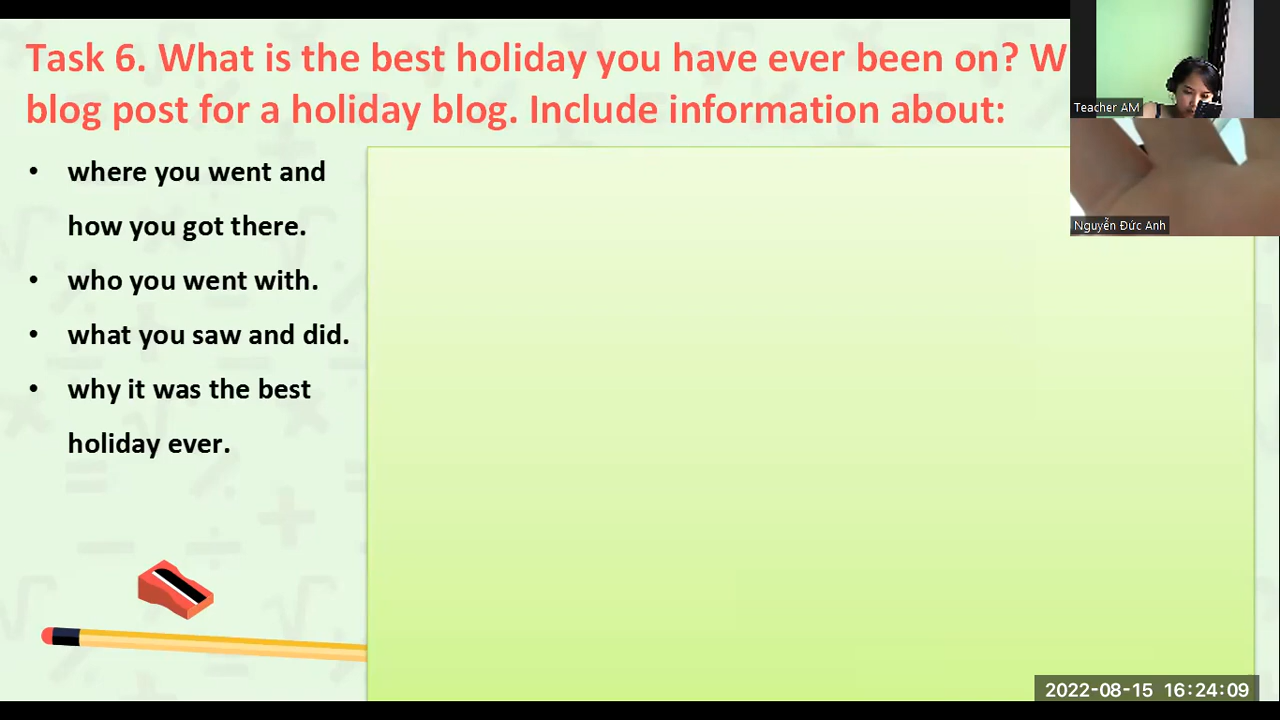 Task 6. What is the best holiday you have ever been on? W
blog post for a holiday blog. Include information about:
• where you went and
how you got there.
• who you went with.
• what you saw and did.
• why it was the best
holiday ever.
Teacher AM
Nguyễn Đức Anh
2022-08-15 16:24:09